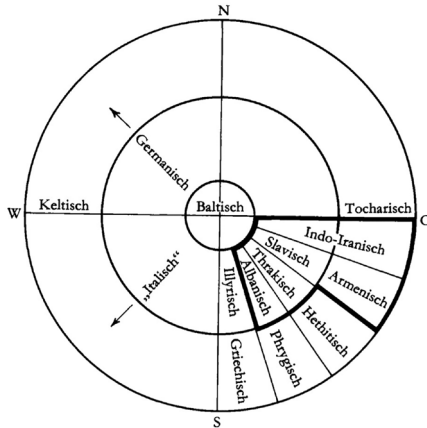 N
Germanisch
W
Keltisch
Baltisch
Tocharisch
O
Indo-Iranisch
Slavisch
Armenisch
Thrakisch
Hethitisch
Albanisch
Phrygisch
Illyrisch
Griechisch
„Italisch“
S